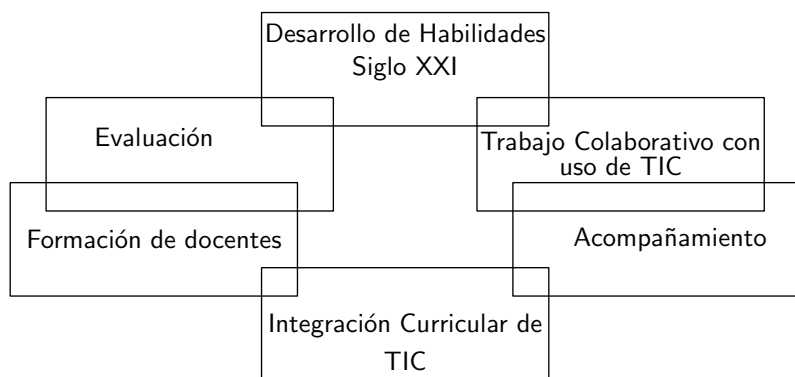 Desarrollo de Habilidades
Siglo XXI
Evaluación
Trabajo Colaborativo con
uso de TIC
Formación de docentes
Acompañamiento
Integración Curricular de
TIC